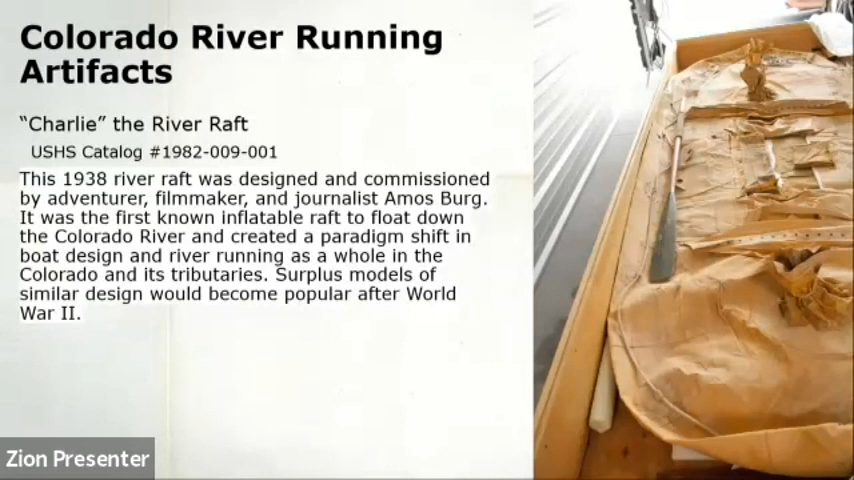 Colorado River Running
Artifacts
“Charlie” the River Raft
USHS Catalog #1982-009-001
This 1938 river raft was designed and commissioned
by adventurer, filmmaker, and journalist Amos Burg.
It was the first known inflatable raft to float down
the Colorado River and created a paradigm shift in
boat design and river running as a whole in the
Colorado and its tributaries. Surplus models of
similar design would become popular after World
War II.
Zion Presenter